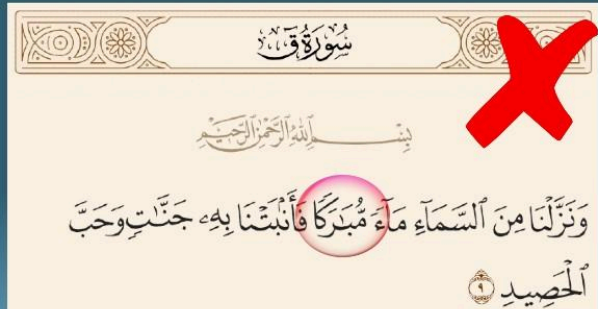 سُورَةُ قٓ
بِسْمِ ٱللَّهِ ٱلرَّحْمَٰنِ ٱلرَّحِيمِ
وَنَزَّلْنَا مِنَ ٱلسَّمَآءِ مَآءً مُّبَٰرَكًا فَأَنۢبَتْنَا بِهِۦ جَنَّٰتٍ وَحَبَّ
ٱلْحَصِيدِ ٩